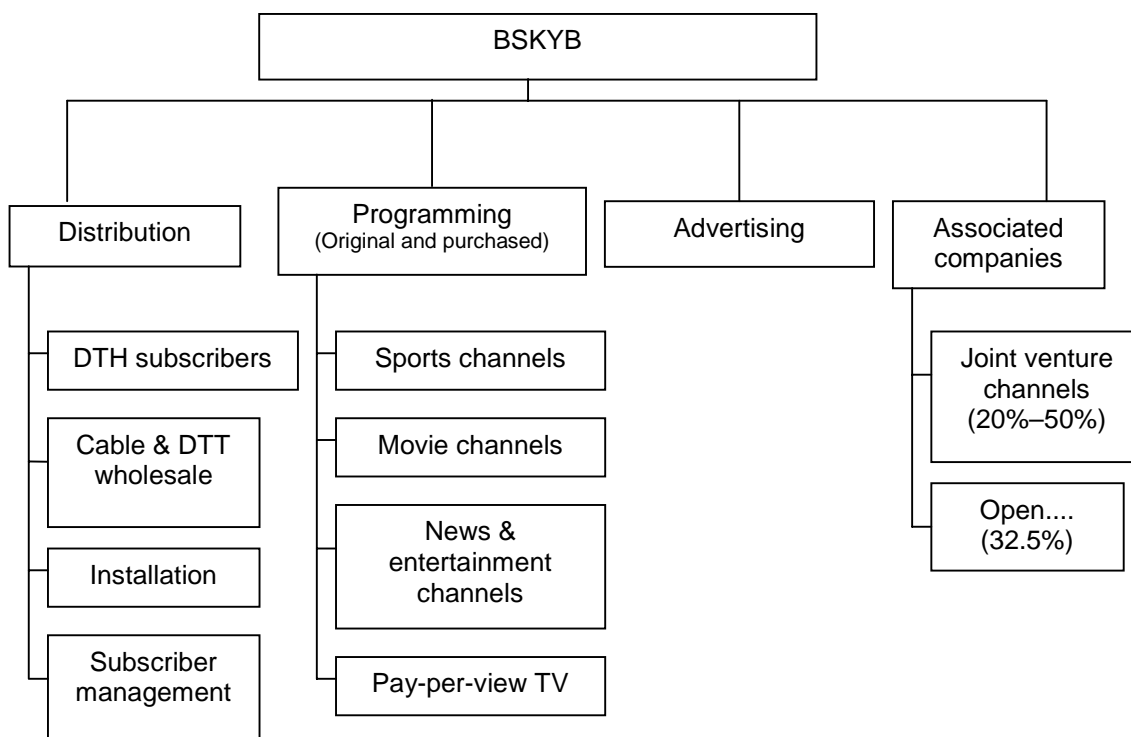 BSKYB
Distribution
Programming
(Original and purchased)
Advertising
Associated
companies
DTH subscribers
Cable & DTT
wholesale
Installation
Subscriber
management
Sports channels
Movie channels
News &
entertainment
channels
Pay-per-view TV
Joint venture
channels
(20%–50%)
Open....
(32.5%)